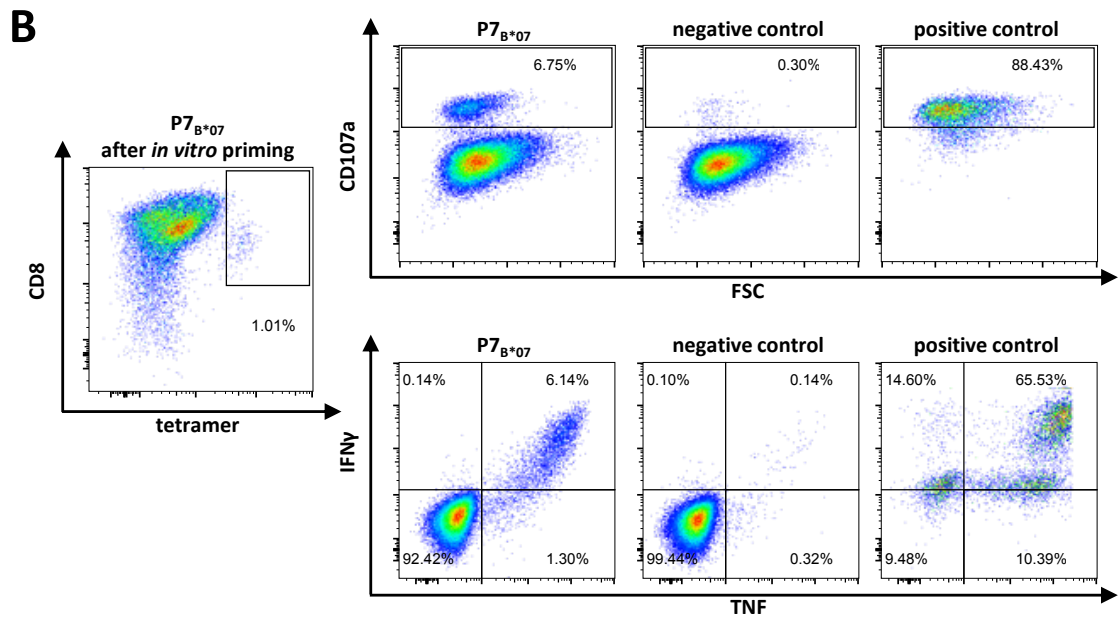 B
P7B*07
after in vitro priming
CD8
1.01%
tetramer
P7B*07
negative control
positive control
CD107a
6.75%
0.30%
88.43%
FSC
P7B*07
negative control
positive control
IFNγ
0.14%
6.14%
92.42%
1.30%
0.10%
0.14%
99.44%
0.32%
14.60%
65.53%
9.48%
10.39%
TNF